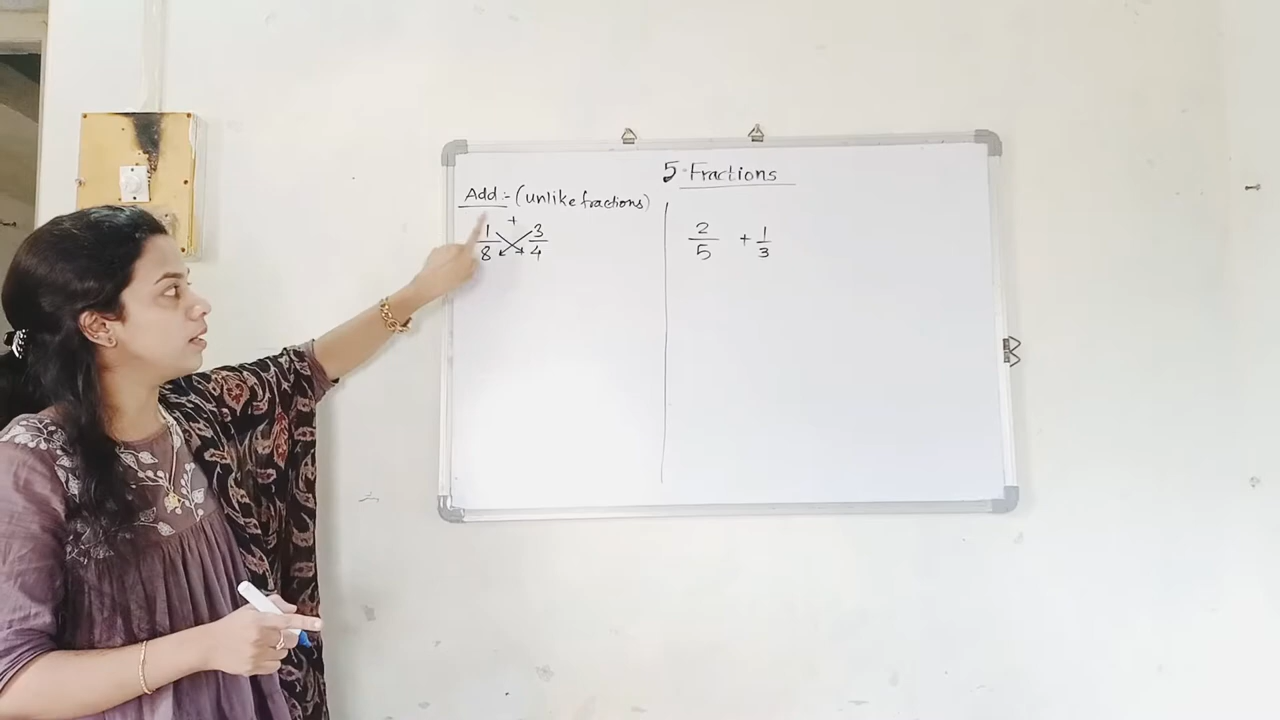 5. Fractions
Add :- (unlike fractions)
+
1 3
8 4
2 + 1
5 3